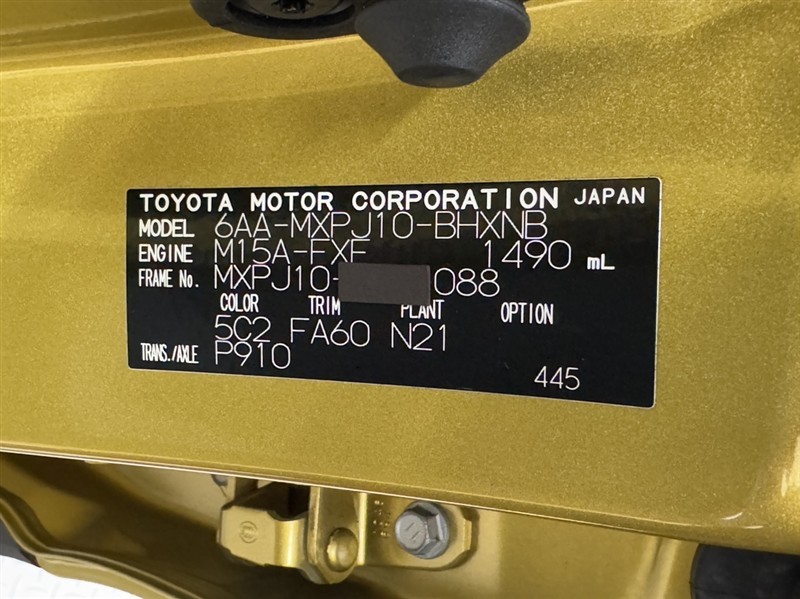 TOYOTA MOTOR CORPORATION JAPAN
MODEL 6AA-MXPJ10-BHXNB
ENGINE M15A-FXE 1490 mL
FRAME No. MXPJ10- 088
COLOR TRIM PLANT OPTION
5C2 FA60 N21
TRANS./AXLE P910
445